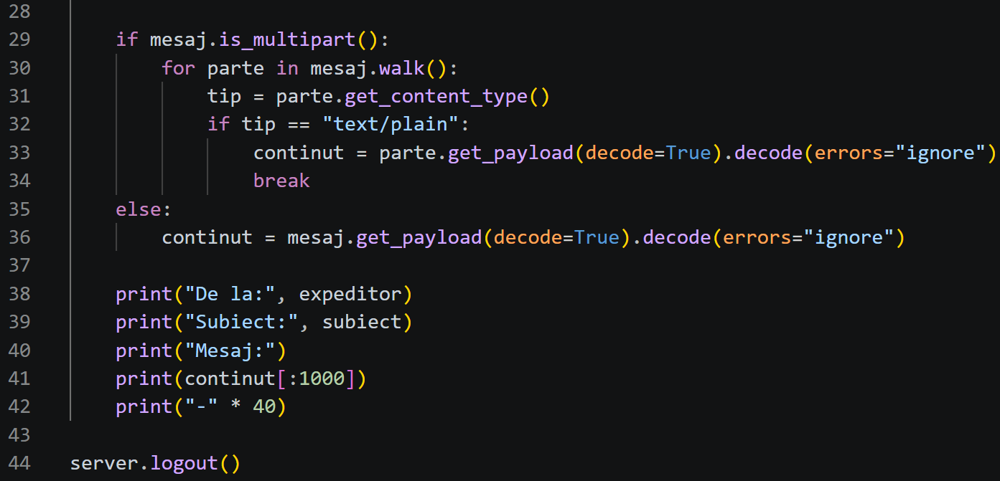 28
29 if mesaj.is_multipart():
30 for parte in mesaj.walk():
31 tip = parte.get_content_type()
32 if tip == "text/plain":
33 continut = parte.get_payload(decode=True).decode(errors="ignore")
34 break
35 else:
36 continut = mesaj.get_payload(decode=True).decode(errors="ignore")
37
38 print("De la:", expeditor)
39 print("Subiect:", subiect)
40 print("Mesaj:")
41 print(continut[:1000])
42 print("-" * 40)
43
44 server.logout()